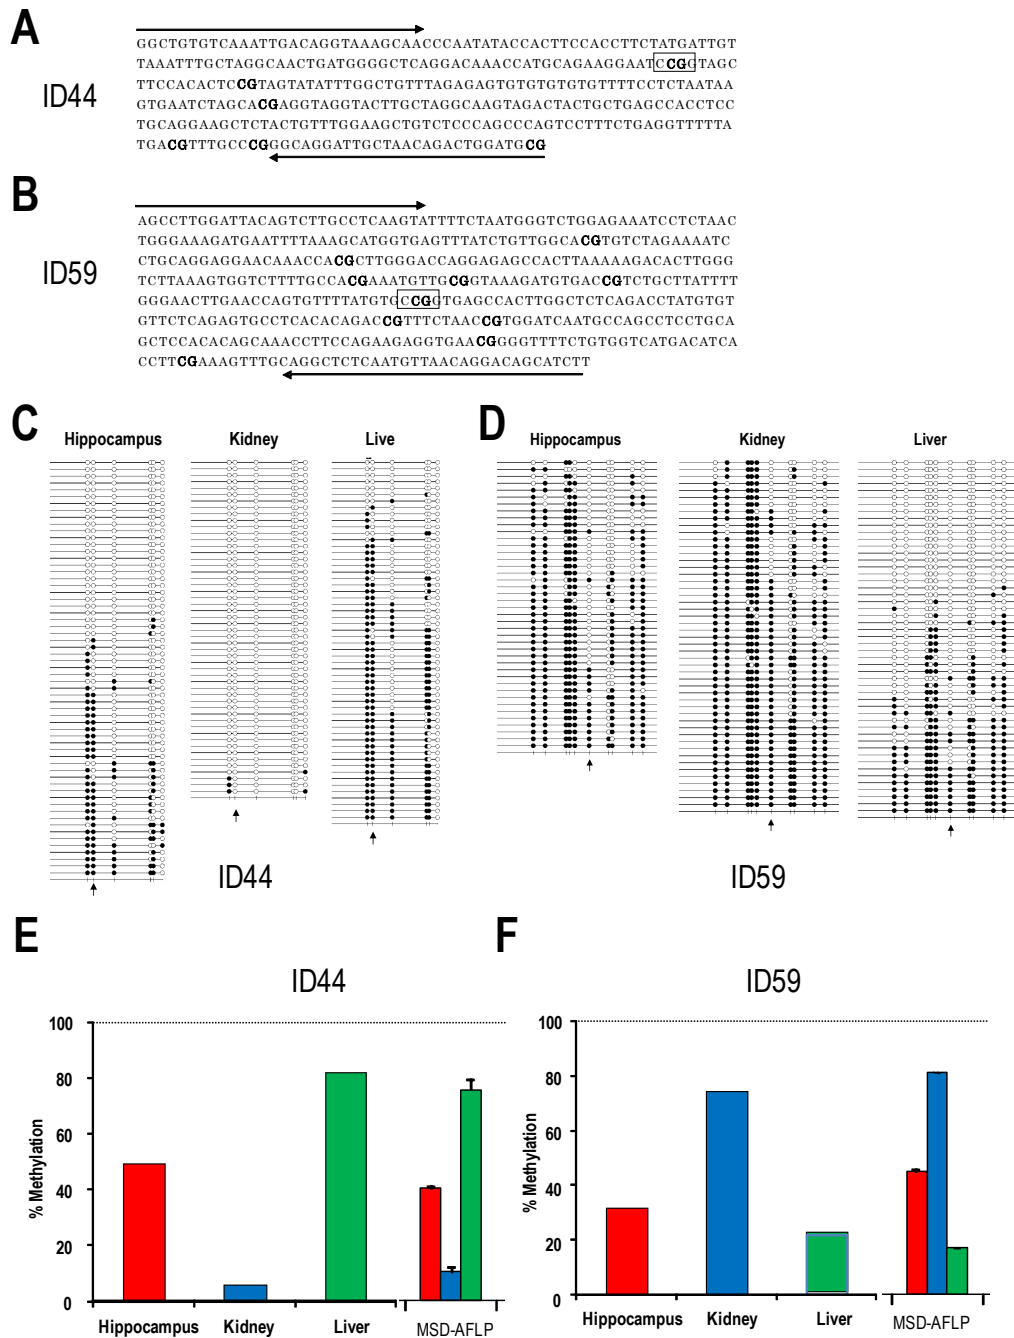 A
GGCTGTGTCAAATTGACAGGTAAAGCAACCCAATATACCACTTCCACCTTCTATGATTGT
TAAATTTGCTAGGCAACTGATGGGGCTCAGGACAAACCATGCAGAAGGAATCCGGTAGC
TTCCACACTCCGTAGTATATTTGGCTGTTTAGAGAGTGTGTGTGTGTTTTCCTCTAATAA
ID44
GTGAATCTAGCACGAGGTAGGTACTTGCTAGGCAAGTAGACTACTGCTGAGCCACCTCC
TGCAGGAAGCTCTACTGTTTGGAAGCTGTCTCCCAGCCCAGTCCTTTCTGAGGTTTTTA
TGACGTTTGCCCGGGCAGGATTGCTAACAGACTGGATGCG
B
AGCCTTGGATTACAGTCTTGCCTCAAGTATTTTCTAATGGGTCTGGAGAAATCCTCTAAC
TGGGAAAGATGAATTTTAAAGCATGGTGAGTTTATCTGTTGGCACGTGTCTAGAAAATC
CTGCAGGAGGAACAAACCACGCTTGGGACCAGGAGAGCCACTTAAAAAGACACTTGGG
ID59
TCTTAAAGTGGTCTTTTGCCACGAAATGTTGCGGTAAAGATGTGACCGTCTGCTTATTTT
GGGAACTTGAACCAGTGTTTTATGTGCCGGTGAGCCACTTGGCTCTCAGACCTATGTGT
GTTCTCAGAGTGCCTCACACAGACCGTTTCTAACCGTGGATCAATGCCAGCCTCCTGCA
GCTCCACACAGCAAACCTTCCAGAAGAGGTGAACGGGGTTTTCTGTGGTCATGACATCA
CCTTCGAAAGTTTGCAGGCTCTCAATGTTAACAGGACAGCATCTT
C
Hippocampus
Kidney
Live
ID44
D
Hippocampus
Kidney
Liver
ID59
E
ID44
% Methylation
100
80
60
40
20
0
Hippocampus
Kidney
Liver
MSD-AFLP
F
ID59
% Methylation
100
80
60
40
20
0
Hippocampus
Kidney
Liver
MSD-AFLP